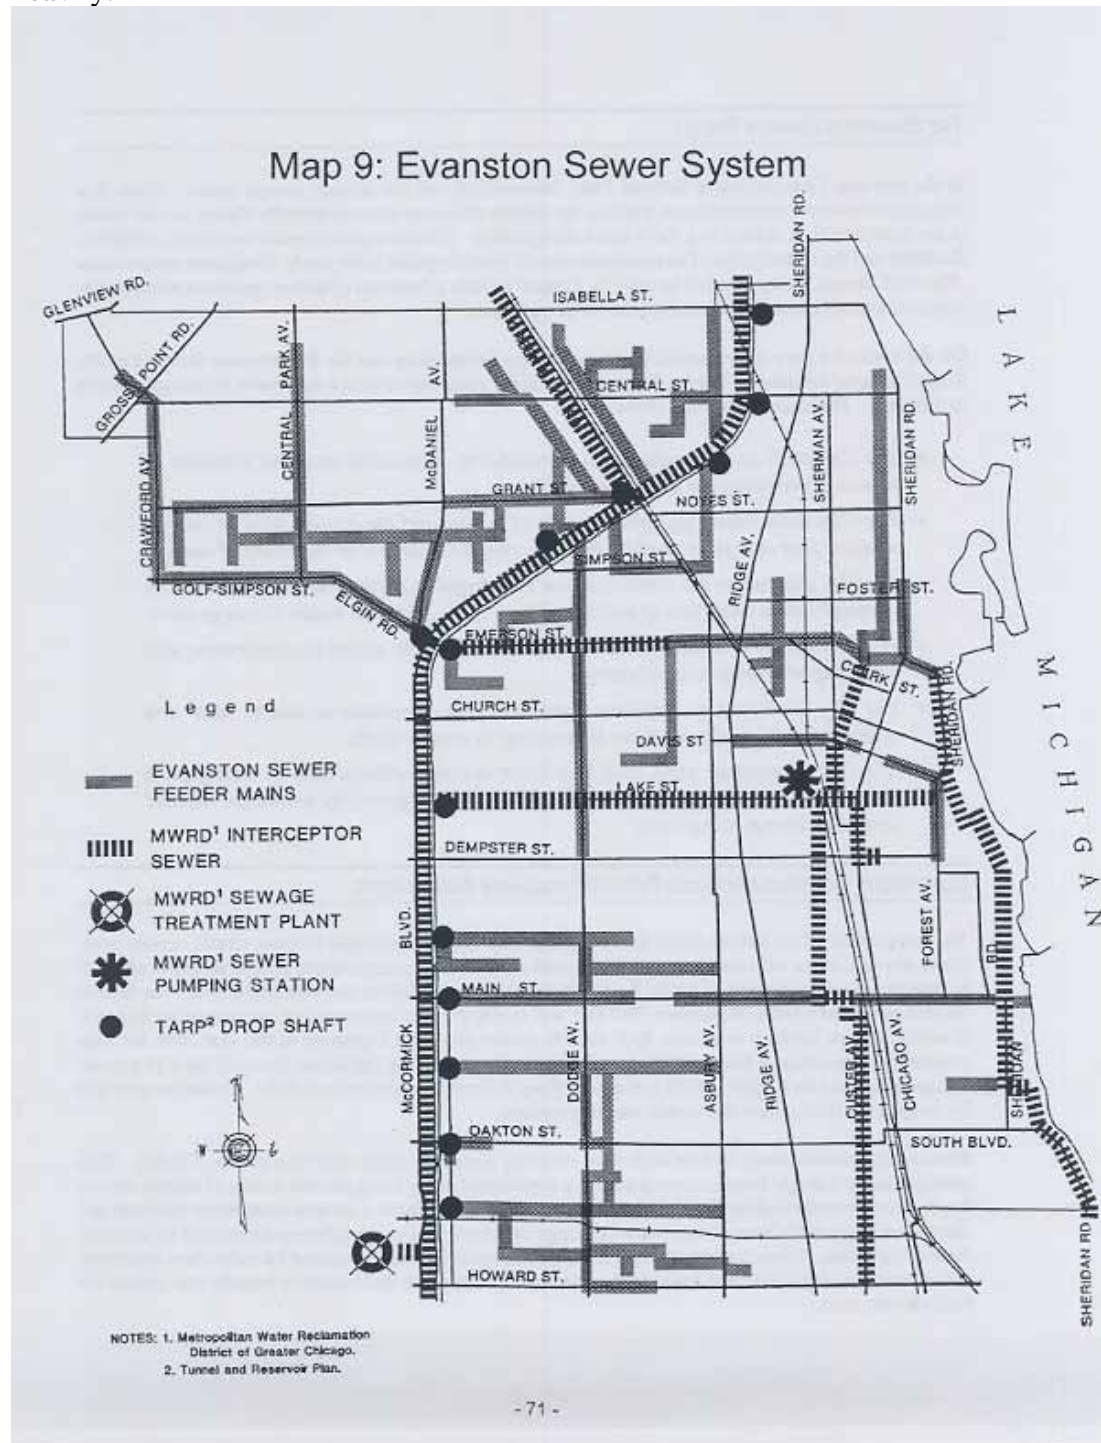 Map 9: Evanston Sewer System
SHERIDAN RD.
GLENVIEW RD.
ISABELLA ST.
GROSSE POINT RD.
CENTRAL PARK AV.
McDANIEL AV.
CENTRAL ST.
SHERMAN AV.
SHERIDAN RD.
LAKE MICHIGAN
CRAWFORD AV.
GRANT ST
NOYES ST.
SIMPSON ST.
RIDGE AV.
GOLF-SIMPSON ST.
FOSTER ST.
ELGIN RD.
EMERSON ST.
CLARK ST.
SHERIDAN RD.
CHURCH ST.
DAVIS ST
LAKE ST.
DEMPSTER ST.
FOREST AV.
McCORMICK BLVD.
MAIN ST.
DODGE AV.
ASBURY AV.
RIDGE AV.
CUSTER AV.
CHICAGO AV.
SHERIDAN RD.
OAKTON ST.
SOUTH BLVD.
HOWARD ST.
SHERIDAN RD
Legend
EVANSTON SEWER
FEEDER MAINS
MWRD¹ INTERCEPTOR
SEWER
MWRD¹ SEWAGE
TREATMENT PLANT
MWRD¹ SEWER
PUMPING STATION
TARP² DROP SHAFT
W E
NOTES: 1. Metropolitan Water Reclamation
District of Greater Chicago.
2. Tunnel and Reservoir Plan.
- 71 -